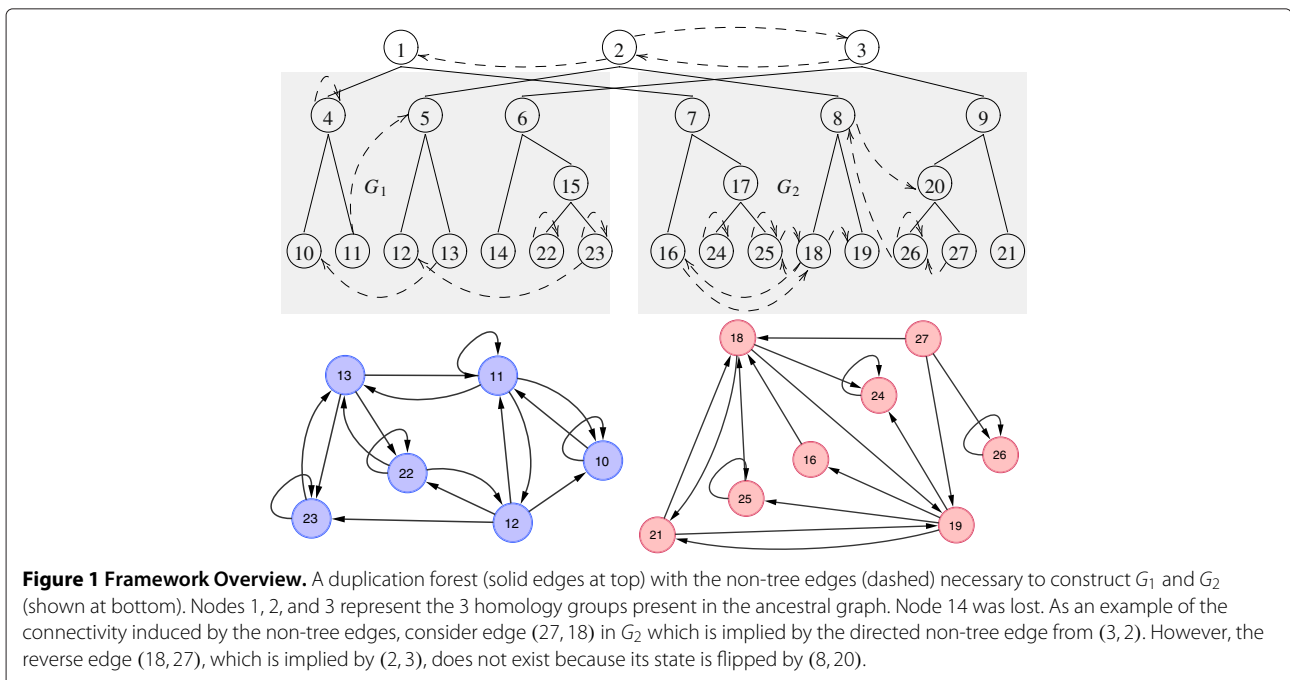 1 2 3
4 5 6 7 8 9
G1 15 17 G2 20
10 11 12 13 14 22 23 16 24 25 18 19 26 27 21
13 11 22 10 23 12
18 27 24 16 26 25 21 19
Figure 1 Framework Overview. A duplication forest (solid edges at top) with the non-tree edges (dashed) necessary to construct G1 and G2
(shown at bottom). Nodes 1, 2, and 3 represent the 3 homology groups present in the ancestral graph. Node 14 was lost. As an example of the
connectivity induced by the non-tree edges, consider edge (27, 18) in G2 which is implied by the directed non-tree edge from (3, 2). However, the
reverse edge (18, 27), which is implied by (2, 3), does not exist because its state is flipped by (8, 20).